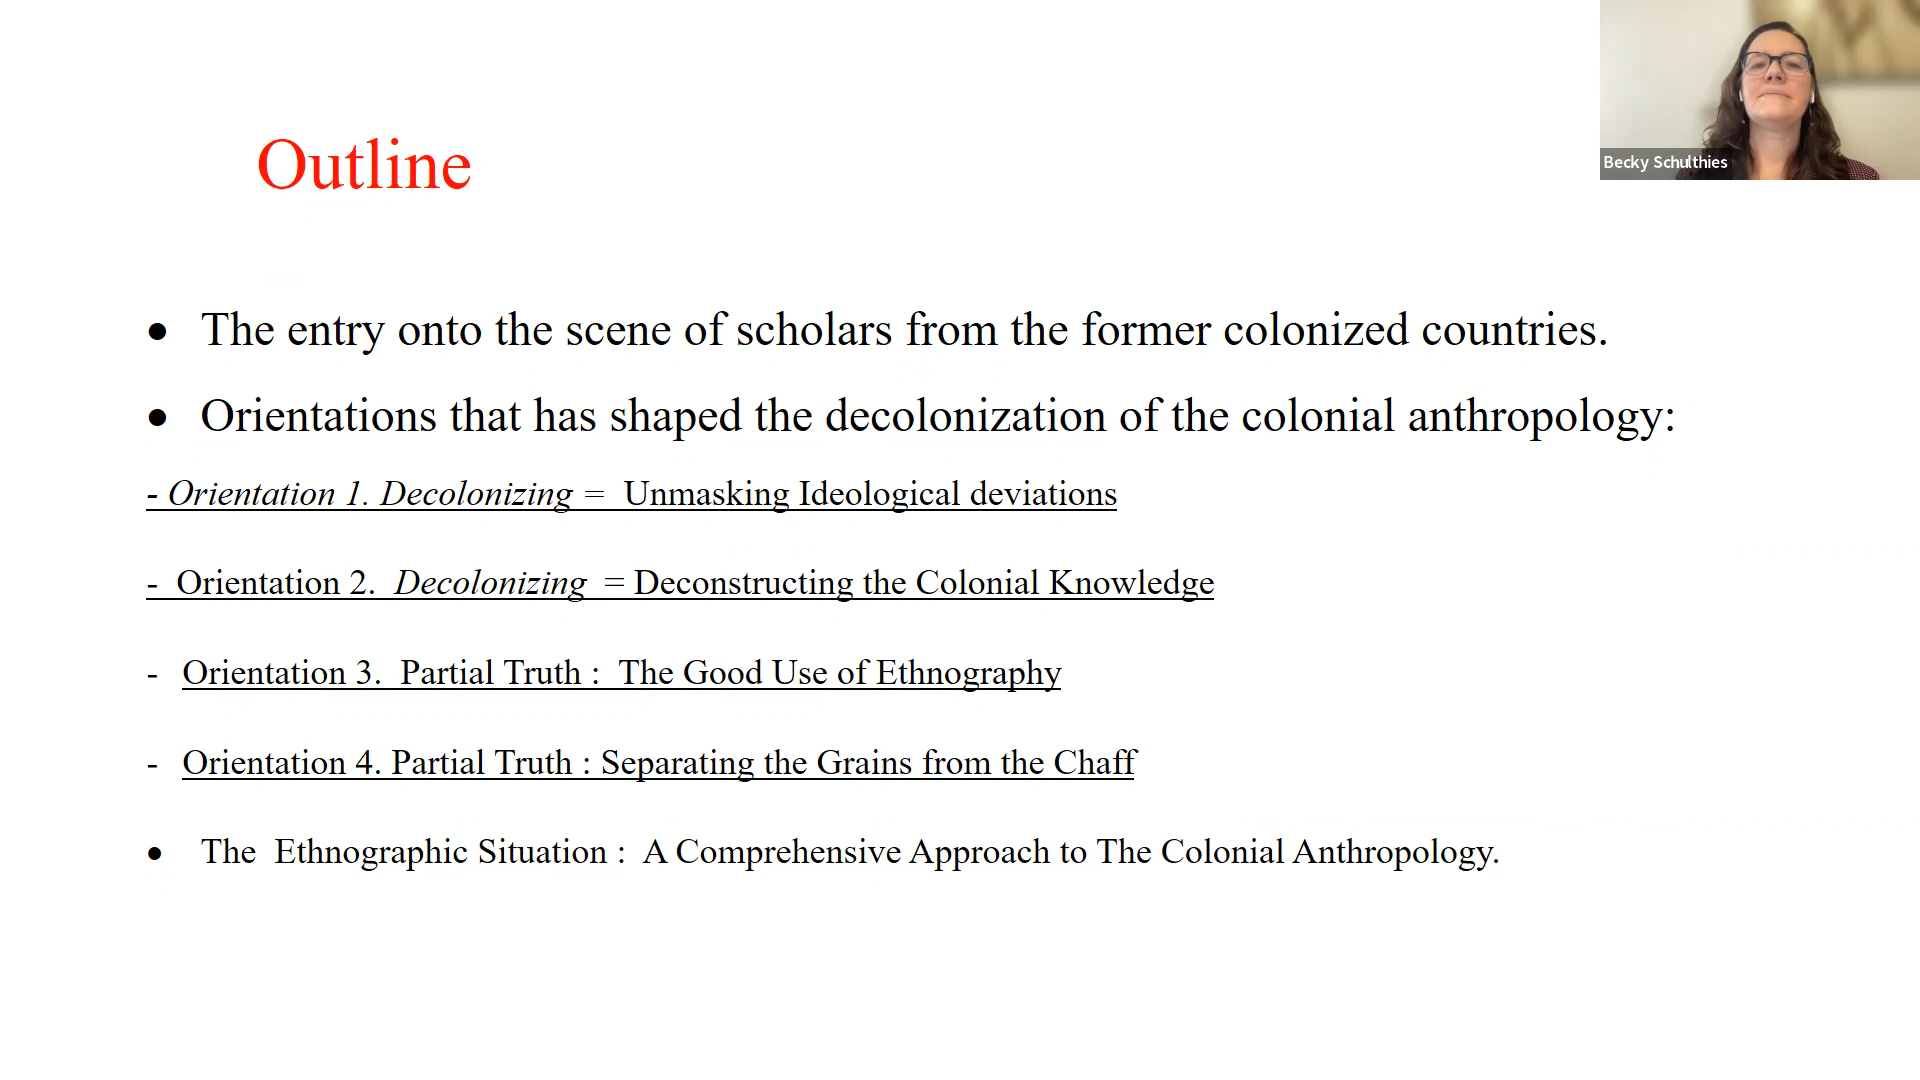 Becky Schulthies
Outline
• The entry onto the scene of scholars from the former colonized countries.
• Orientations that has shaped the decolonization of the colonial anthropology:
- Orientation 1. Decolonizing = Unmasking Ideological deviations
- Orientation 2. Decolonizing = Deconstructing the Colonial Knowledge
- Orientation 3. Partial Truth : The Good Use of Ethnography
- Orientation 4. Partial Truth : Separating the Grains from the Chaff
• The Ethnographic Situation : A Comprehensive Approach to The Colonial Anthropology.